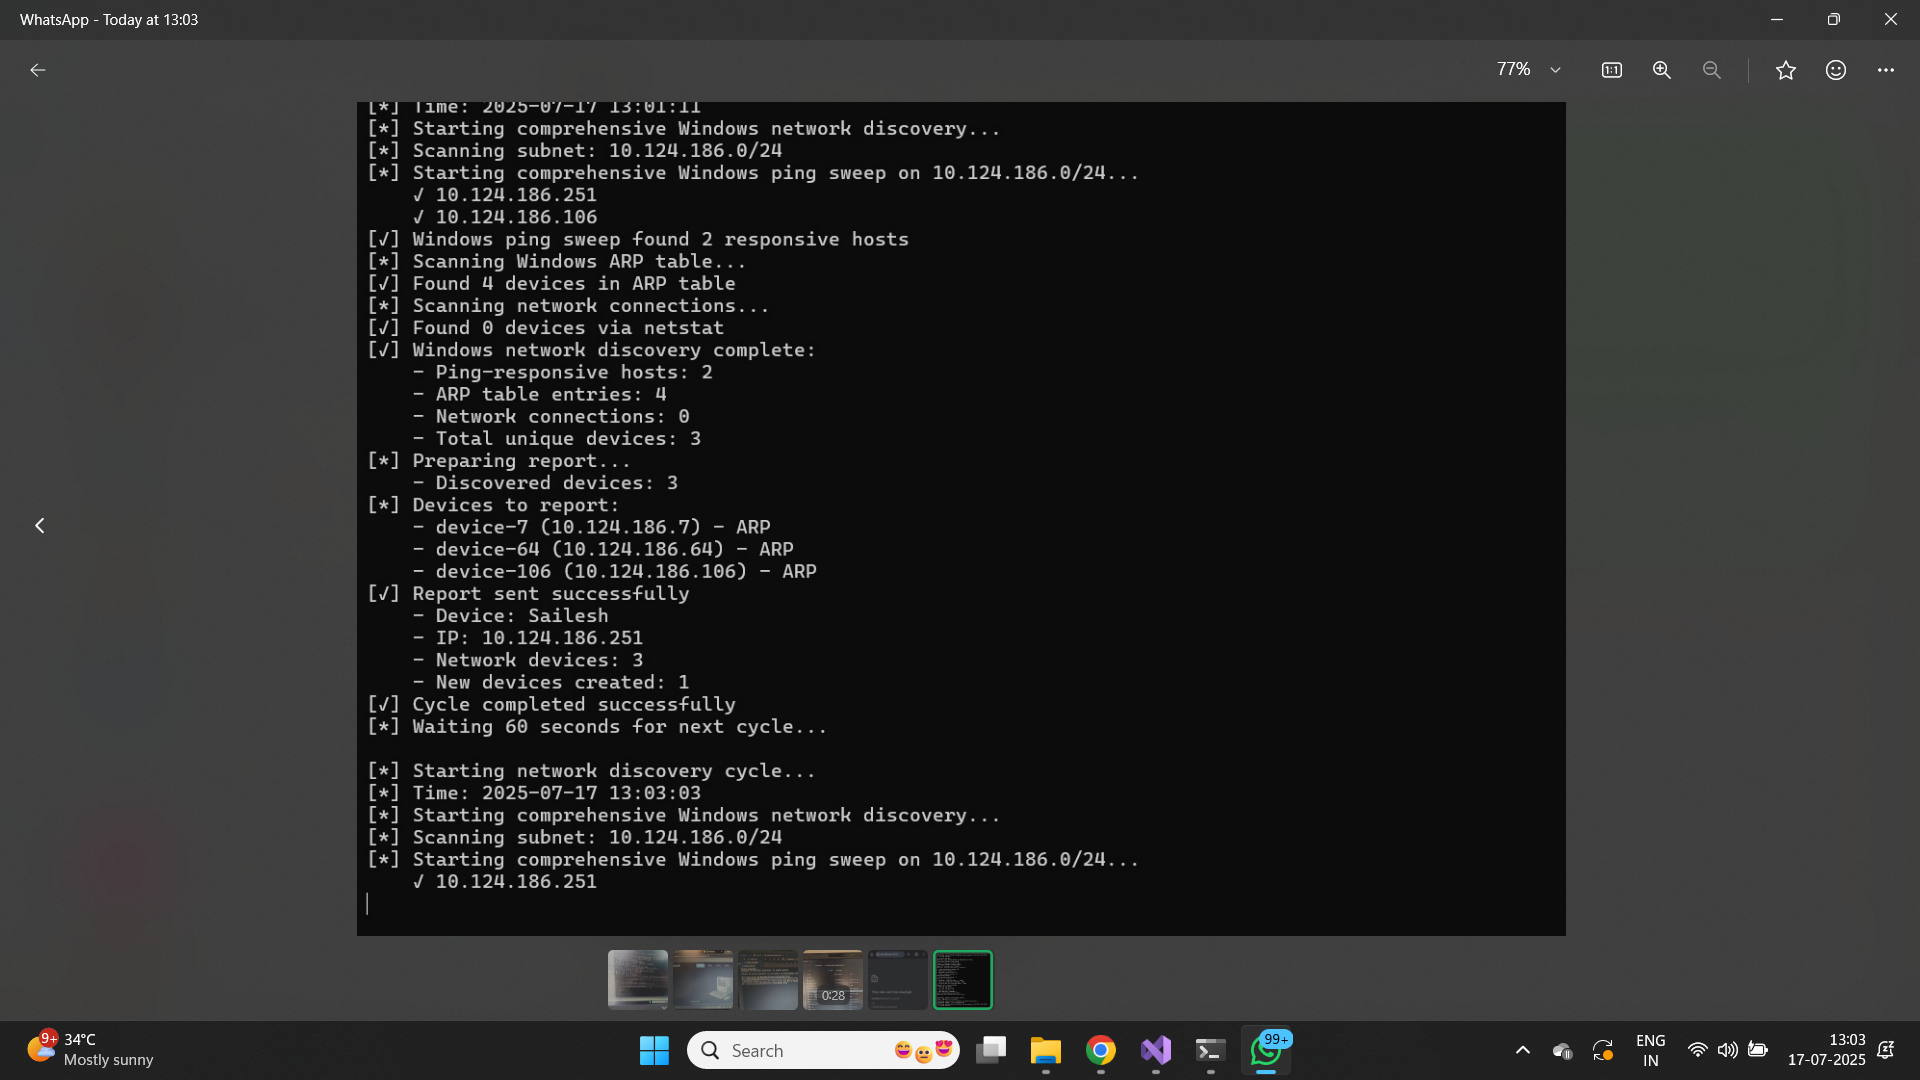 WhatsApp - Today at 13:03
77%
[*] Time: 2025-07-17 13:01:11
[*] Starting comprehensive Windows network discovery...
[*] Scanning subnet: 10.124.186.0/24
[*] Starting comprehensive Windows ping sweep on 10.124.186.0/24...
√ 10.124.186.251
√ 10.124.186.106
[√] Windows ping sweep found 2 responsive hosts
[*] Scanning Windows ARP table...
[√] Found 4 devices in ARP table
[*] Scanning network connections...
[√] Found 0 devices via netstat
[√] Windows network discovery complete:
- Ping-responsive hosts: 2
- ARP table entries: 4
- Network connections: 0
- Total unique devices: 3
[*] Preparing report...
- Discovered devices: 3
[*] Devices to report:
- device-7 (10.124.186.7) - ARP
- device-64 (10.124.186.64) - ARP
- device-106 (10.124.186.106) - ARP
[√] Report sent successfully
- Device: Sailesh
- IP: 10.124.186.251
- Network devices: 3
- New devices created: 1
[√] Cycle completed successfully
[*] Waiting 60 seconds for next cycle...
[*] Starting network discovery cycle...
[*] Time: 2025-07-17 13:03:03
[*] Starting comprehensive Windows network discovery...
[*] Scanning subnet: 10.124.186.0/24
[*] Starting comprehensive Windows ping sweep on 10.124.186.0/24...
√ 10.124.186.251
0:28
9+
34°C
Mostly sunny
Search
99+
ENG
IN
13:03
17-07-2025